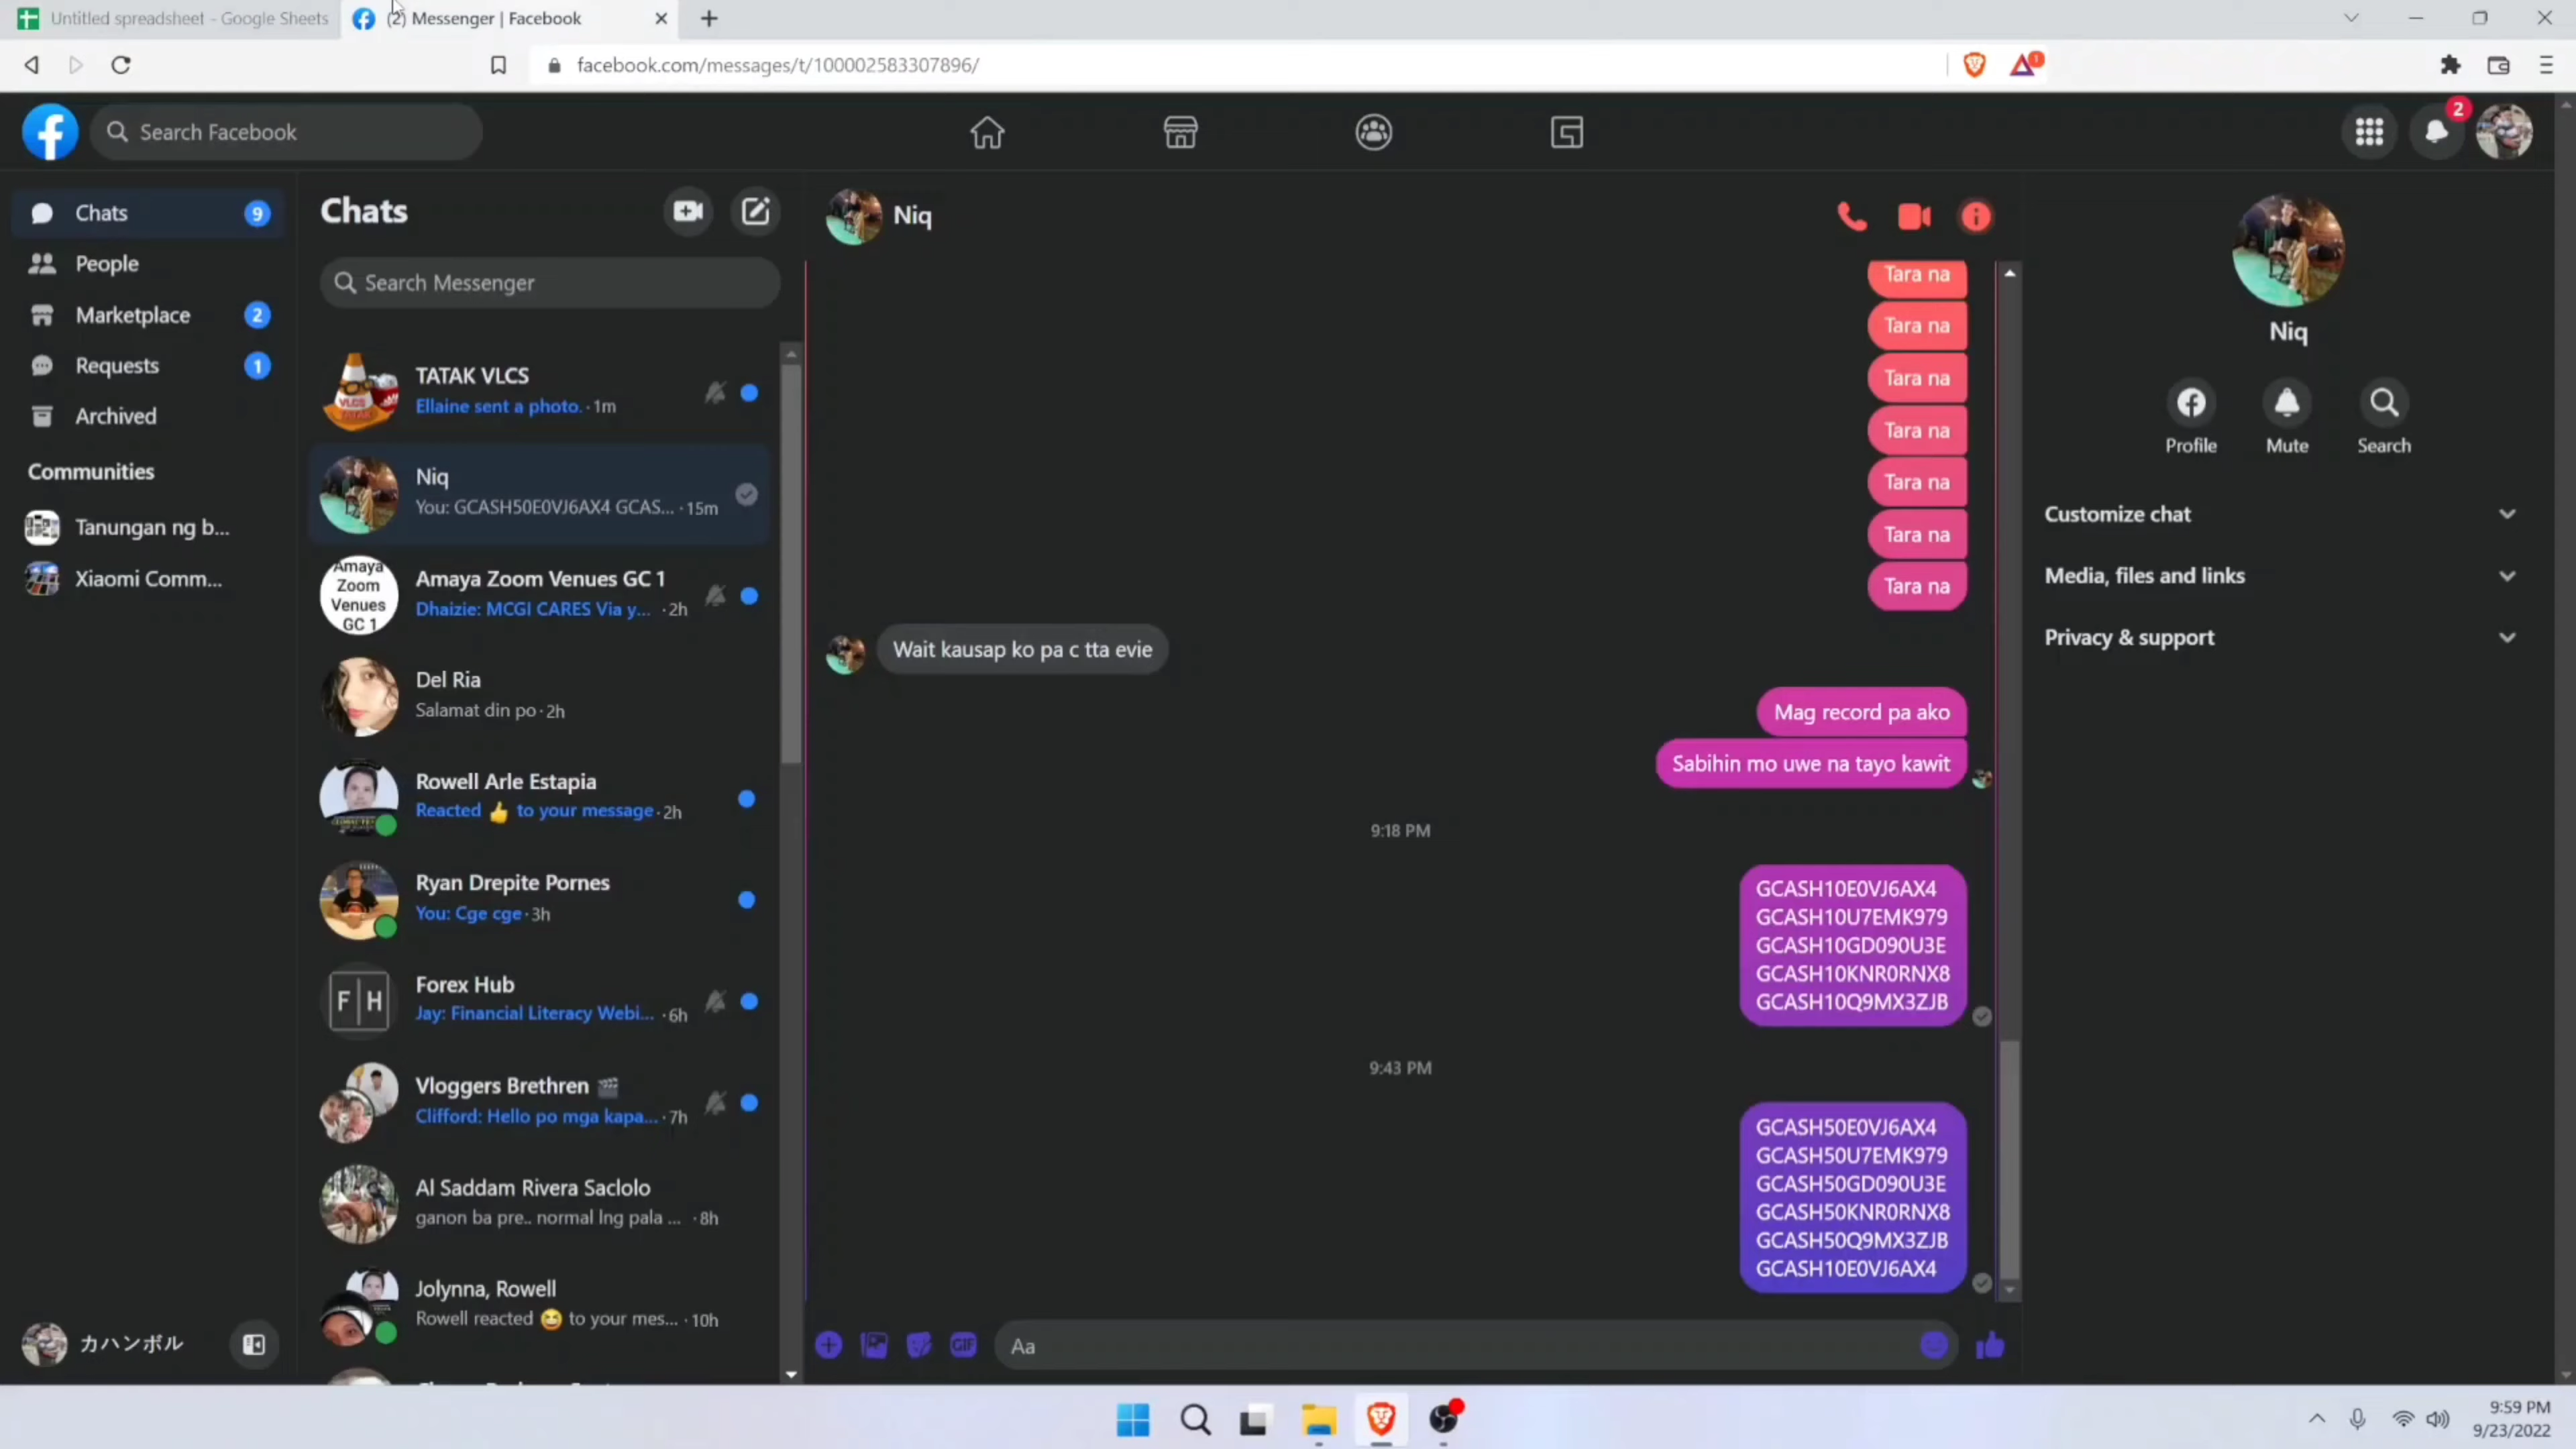 Untitled spreadsheet - Google Sheets
(2) Messenger | Facebook
facebook.com/messages/t/100002583307896/
1
Search Facebook
2
Chats
9
People
Marketplace
2
Requests
1
Archived
Communities
Tanungan ng b...
Xiaomi Comm...
カハンボル
Chats
Search Messenger
TATAK VLCS
Ellaine sent a photo. · 1m
Niq
You: GCASH50E0VJ6AX4 GCAS... · 15m
Amaya Zoom Venues GC 1
Amaya Zoom Venues GC 1
Dhaizie: MCGI CARES Via y... · 2h
Del Ria
Salamat din po · 2h
Rowell Arle Estapia
Reacted 👍 to your message · 2h
Ryan Drepite Pornes
You: Cge cge · 3h
F|H
Forex Hub
Jay: Financial Literacy Webi... · 6h
Vloggers Brethren 🎬
Clifford: Hello po mga kapa... · 7h
Al Saddam Rivera Saclolo
ganon ba pre.. normal lng pala ... · 8h
Jolynna, Rowell
Rowell reacted 😆 to your mes... · 10h
Niq
Tara na
Tara na
Tara na
Tara na
Tara na
Tara na
Tara na
Wait kausap ko pa c tta evie
Mag record pa ako
Sabihin mo uwe na tayo kawit
9:18 PM
GCASH10E0VJ6AX4
GCASH10U7EMK979
GCASH10GD090U3E
GCASH10KNR0RNX8
GCASH10Q9MX3ZJB
9:43 PM
GCASH50E0VJ6AX4
GCASH50U7EMK979
GCASH50GD090U3E
GCASH50KNR0RNX8
GCASH50Q9MX3ZJB
GCASH10E0VJ6AX4
GIF
Aa
Niq
Profile
Mute
Search
Customize chat
Media, files and links
Privacy & support
9:59 PM
9/23/2022